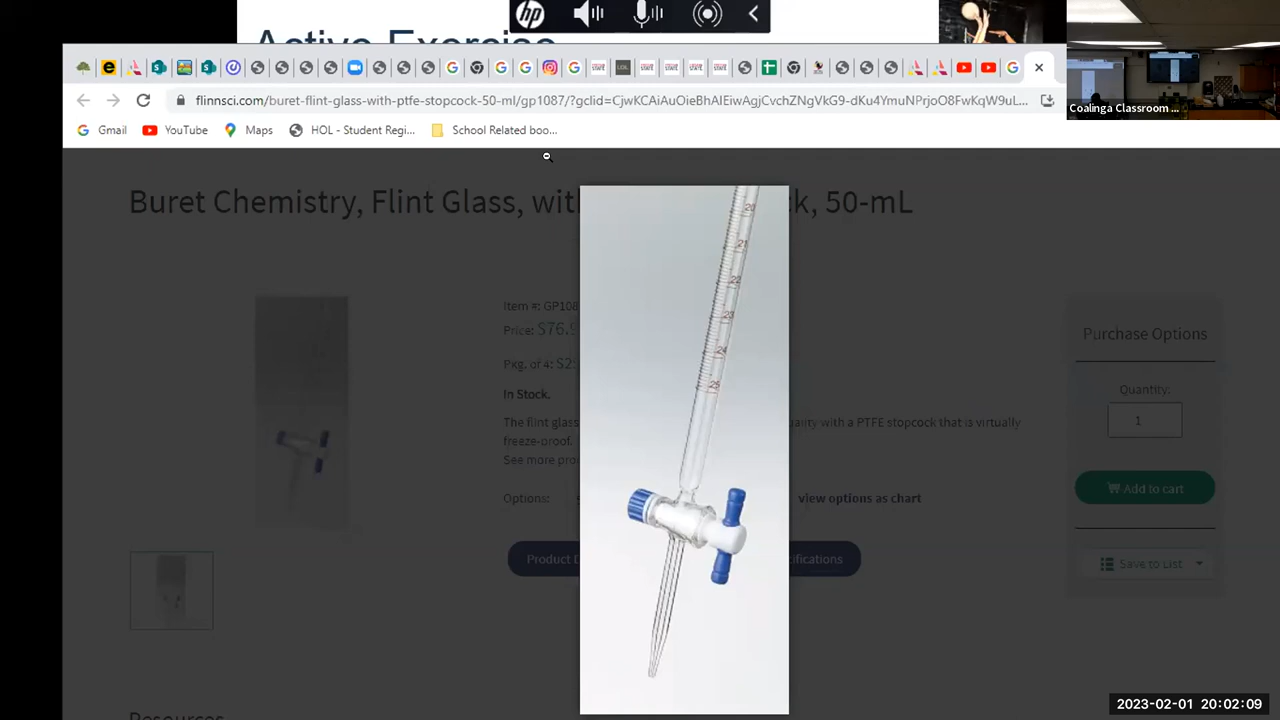 Active Exercise
hp
Coalinga Classroom ...
flinnsci.com/buret-flint-glass-with-ptfe-stopcock-50-ml/gp1087/?gclid=CjwKCAiAuOieBhAIEiwAgjCvchZNgVkG9-dKu4YmuNPrjoO8FwKqW9uL...
Gmail YouTube Maps HOL - Student Regi... School Related boo...
Buret Chemistry, Flint Glass, with k, 50-mL
20
21
22
23
24
25
Item #: GP108
Price: $76.9
Pkg. of 4: $2
In Stock.
The flint glass uality with a PTFE stopcock that is virtually
freeze-proof.
See more pro
Options: view options as chart
Product D cifications
Purchase Options
Quantity:
1
Add to cart
Save to List
Resources
2023-02-01 20:02:09